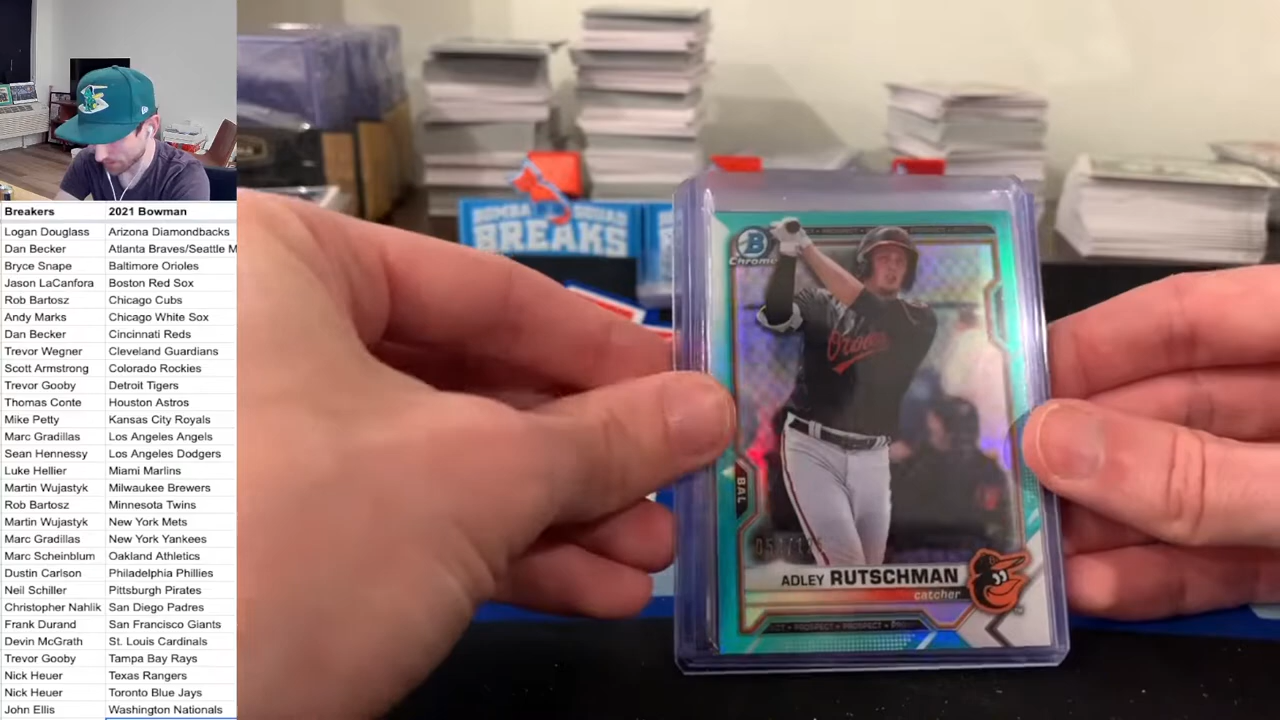 Breakers 2021 Bowman
Logan Douglass Arizona Diamondbacks
Dan Becker Atlanta Braves/Seattle M
Bryce Snape Baltimore Orioles
Jason LaCanfora Boston Red Sox
Rob Bartosz Chicago Cubs
Andy Marks Chicago White Sox
Dan Becker Cincinnati Reds
Trevor Wegner Cleveland Guardians
Scott Armstrong Colorado Rockies
Trevor Gooby Detroit Tigers
Thomas Conte Houston Astros
Mike Petty Kansas City Royals
Marc Gradillas Los Angeles Angels
Sean Hennessy Los Angeles Dodgers
Luke Hellier Miami Marlins
Martin Wujastyk Milwaukee Brewers
Rob Bartosz Minnesota Twins
Martin Wujastyk New York Mets
Marc Gradillas New York Yankees
Marc Scheinblum Oakland Athletics
Dustin Carlson Philadelphia Phillies
Neil Schiller Pittsburgh Pirates
Christopher Nahlik San Diego Padres
Frank Durand San Francisco Giants
Devin McGrath St. Louis Cardinals
Trevor Gooby Tampa Bay Rays
Nick Heuer Texas Rangers
Nick Heuer Toronto Blue Jays
John Ellis Washington Nationals
BOMBA SQUAD
BREAKS
B
Chrome
Orioles
BAL
ADLEY RUTSCHMAN
catcher
PROSPECT • PROSPECT